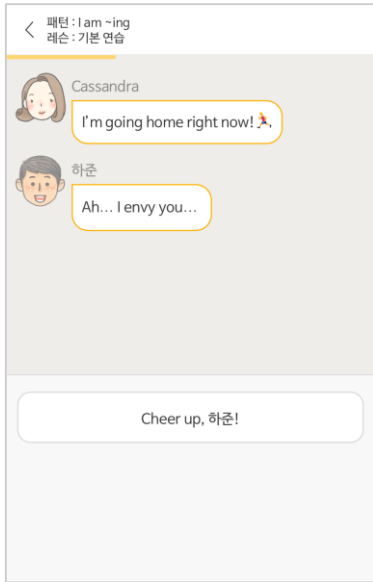 패턴 : I am ~ing
레슨 : 기본 연습
Cassandra
I'm going home right now!🏃
하준
Ah... I envy you...
Cheer up, 하준!